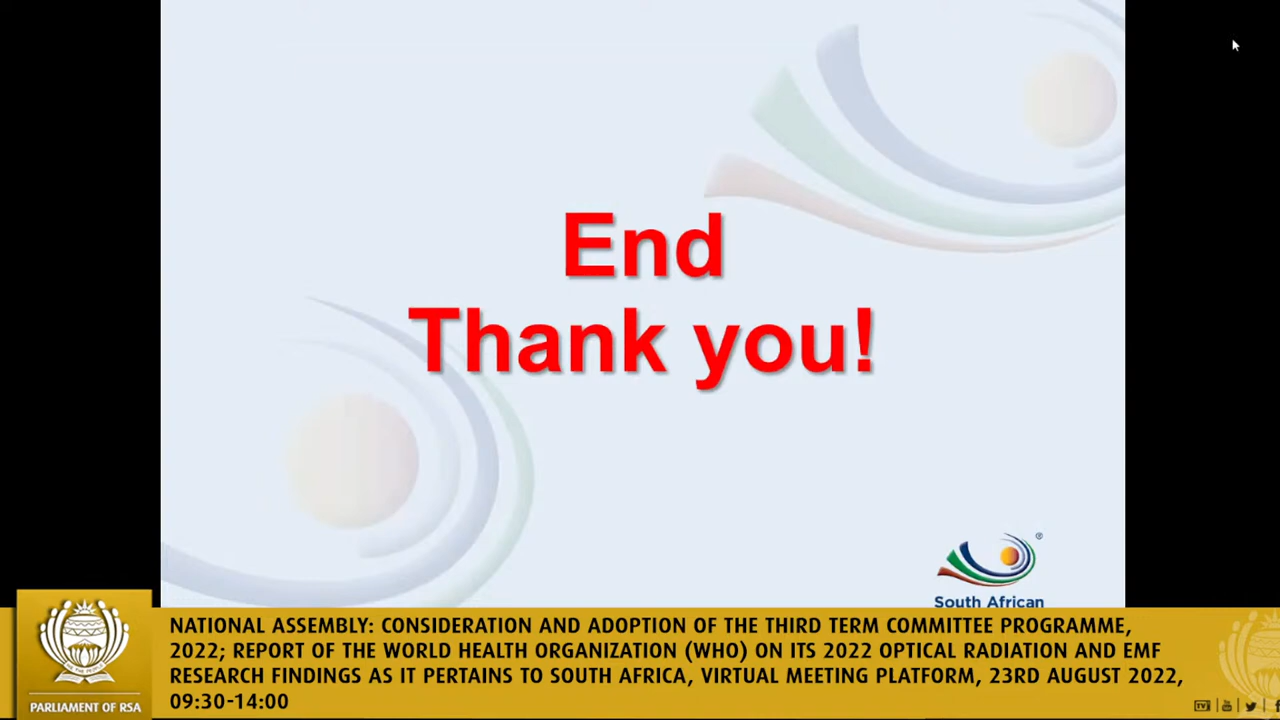 End
Thank you!
®
South African
NATIONAL ASSEMBLY: CONSIDERATION AND ADOPTION OF THE THIRD TERM COMMITTEE PROGRAMME,
2022; REPORT OF THE WORLD HEALTH ORGANIZATION (WHO) ON ITS 2022 OPTICAL RADIATION AND EMF
RESEARCH FINDINGS AS IT PERTAINS TO SOUTH AFRICA, VIRTUAL MEETING PLATFORM, 23RD AUGUST 2022,
09:30-14:00
PARLIAMENT OF RSA